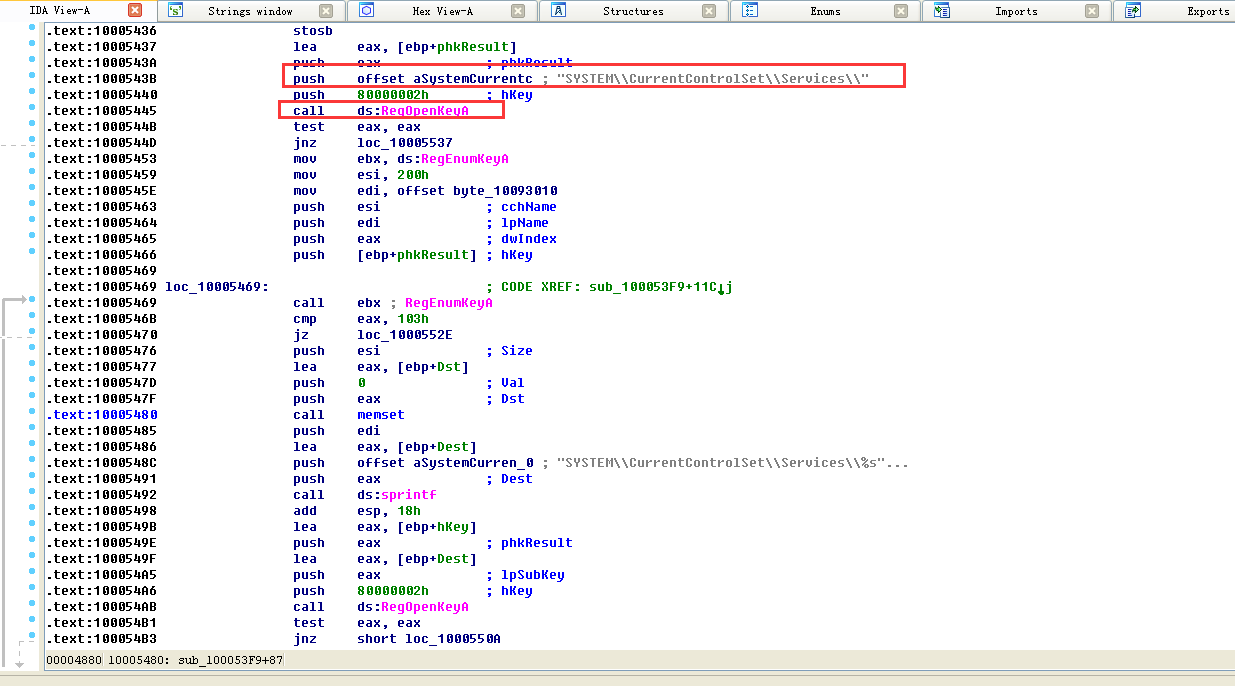 IDA View-A Strings window Hex View-A Structures Enums Imports Exports
.text:10005436 stosb
.text:10005437 lea eax, [ebp+phkResult]
.text:1000543A push eax ; phkResult
.text:1000543B push offset aSystemCurrentc ; "SYSTEM\\CurrentControlSet\\Services\\"
.text:10005440 push 80000002h ; hKey
.text:10005445 call ds:RegOpenKeyA
.text:1000544B test eax, eax
.text:1000544D jnz loc_10005537
.text:10005453 mov ebx, ds:RegEnumKeyA
.text:10005459 mov esi, 200h
.text:1000545E mov edi, offset byte_10093010
.text:10005463 push esi ; cchName
.text:10005464 push edi ; lpName
.text:10005465 push eax ; dwIndex
.text:10005466 push [ebp+phkResult] ; hKey
.text:10005469
.text:10005469 loc_10005469: ; CODE XREF: sub_100053F9+11C↓j
.text:10005469 call ebx ; RegEnumKeyA
.text:1000546B cmp eax, 103h
.text:10005470 jz loc_1000552E
.text:10005476 push esi ; Size
.text:10005477 lea eax, [ebp+Dst]
.text:1000547D push 0 ; Val
.text:1000547F push eax ; Dst
.text:10005480 call memset
.text:10005485 push edi
.text:10005486 lea eax, [ebp+Dest]
.text:1000548C push offset aSystemCurren_0 ; "SYSTEM\\CurrentControlSet\\Services\\%s"...
.text:10005491 push eax ; Dest
.text:10005492 call ds:sprintf
.text:10005498 add esp, 18h
.text:1000549B lea eax, [ebp+hKey]
.text:1000549E push eax ; phkResult
.text:1000549F lea eax, [ebp+Dest]
.text:100054A5 push eax ; lpSubKey
.text:100054A6 push 80000002h ; hKey
.text:100054AB call ds:RegOpenKeyA
.text:100054B1 test eax, eax
.text:100054B3 jnz short loc_1000550A
00004880 10005480: sub_100053F9+87